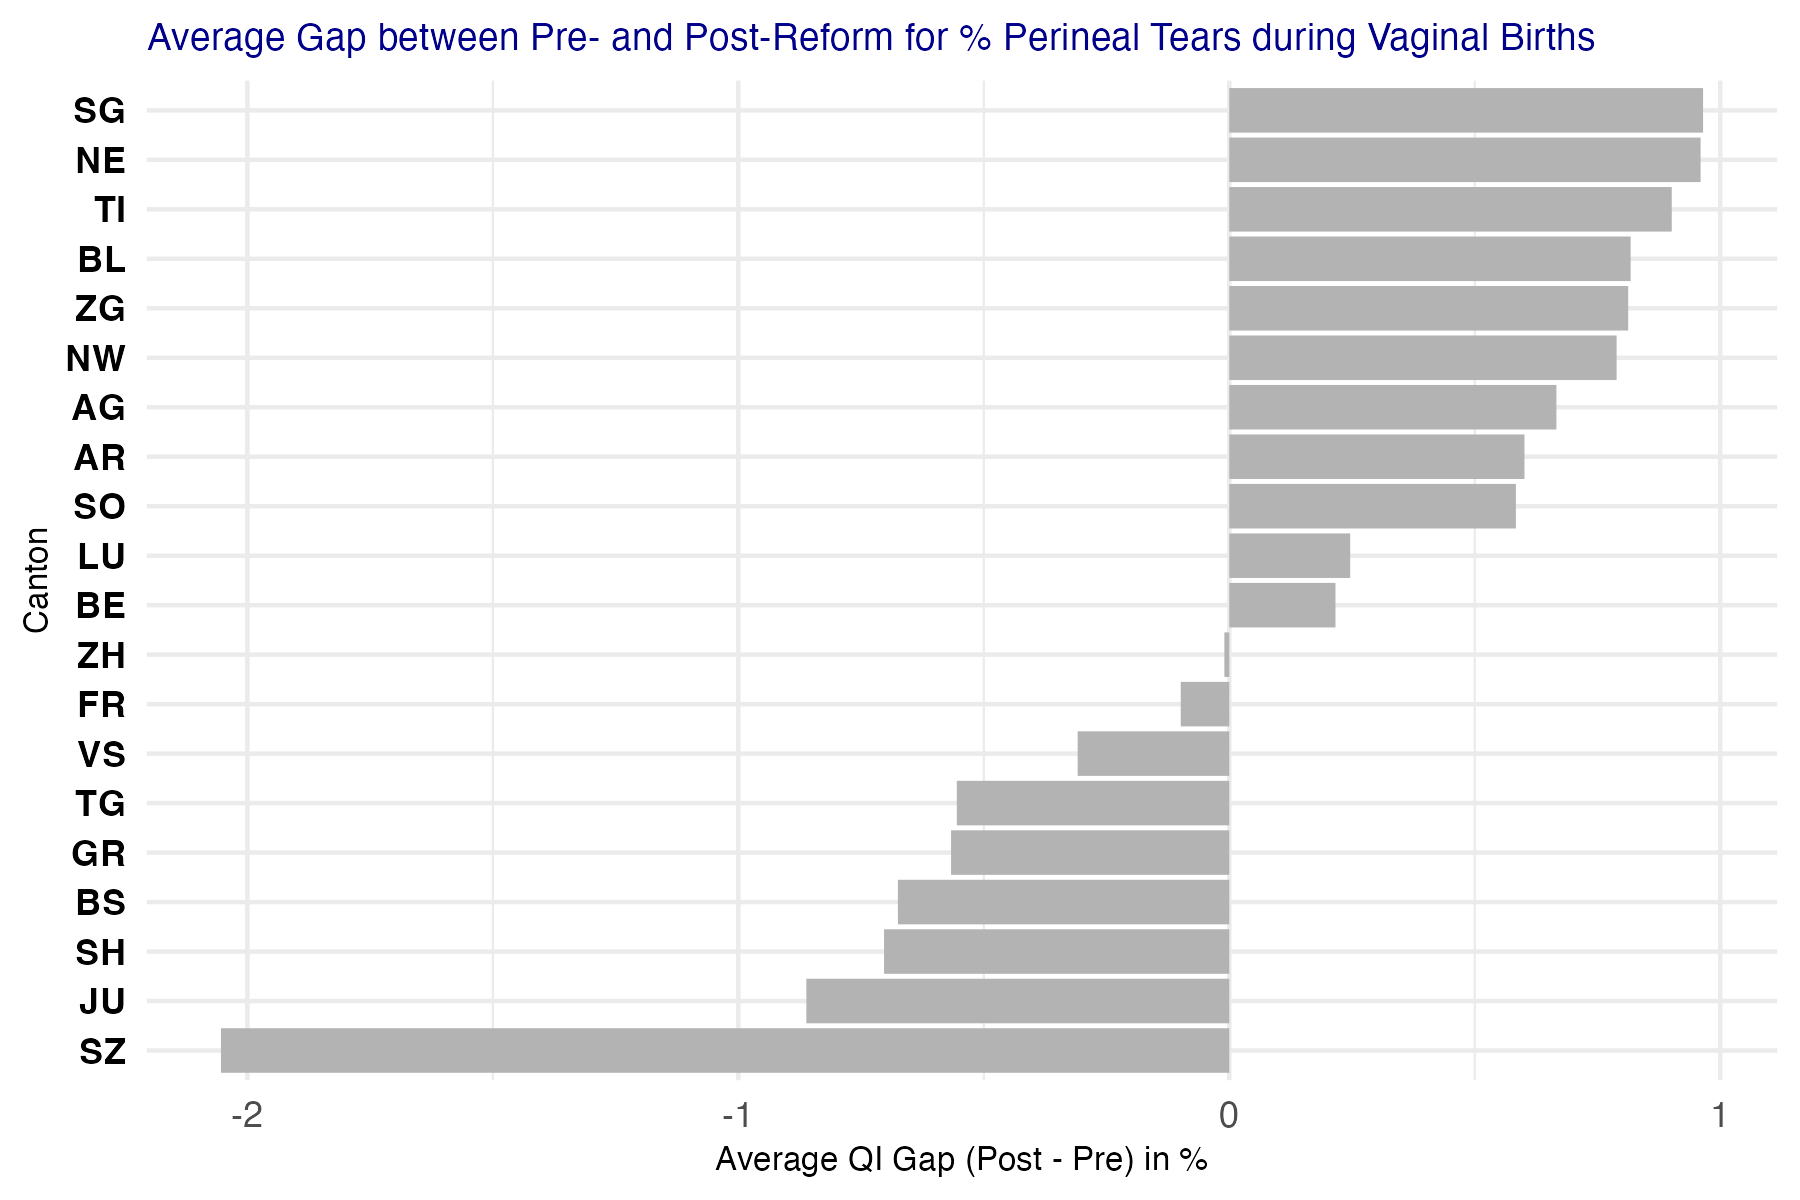 Average Gap between Pre- and Post-Reform for % Perineal Tears during Vaginal Births
SG
NE
TI
BL
ZG
NW
AG
AR
SO
LU
BE
ZH
FR
VS
TG
GR
BS
SH
JU
SZ
Canton
-2 -1 0 1
Average QI Gap (Post - Pre) in %